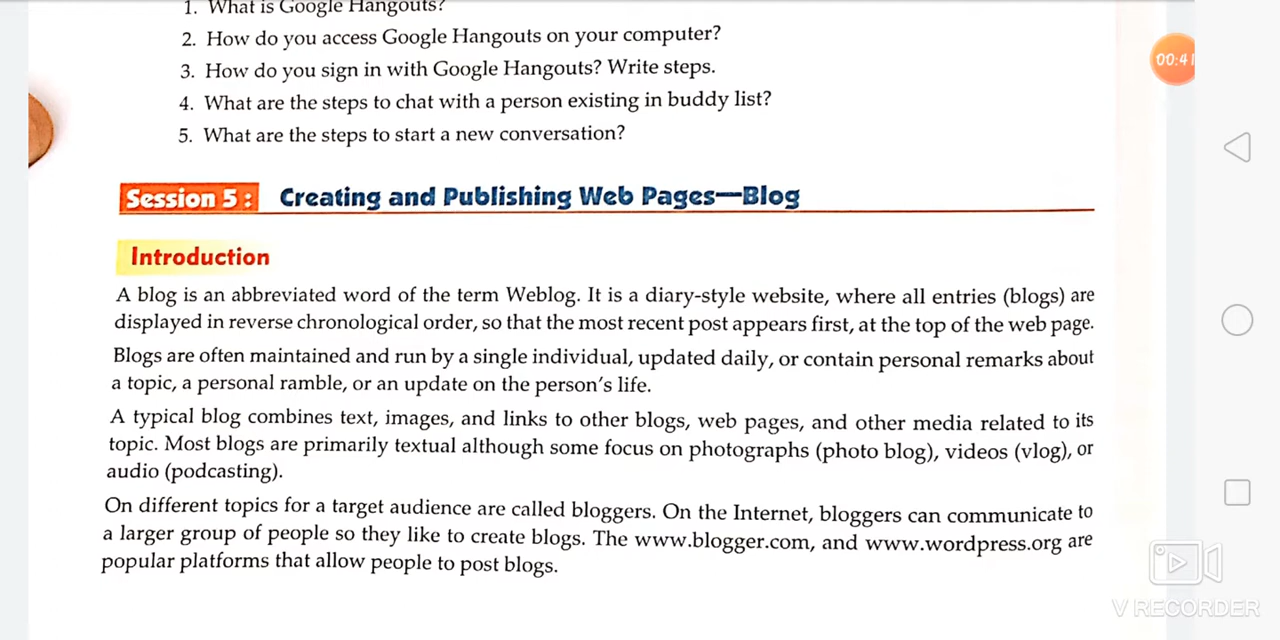 1. What is Google Hangouts?
2. How do you access Google Hangouts on your computer?
3. How do you sign in with Google Hangouts? Write steps.
4. What are the steps to chat with a person existing in buddy list?
5. What are the steps to start a new conversation?
00:41
Session 5 : Creating and Publishing Web Pages—Blog
Introduction
A blog is an abbreviated word of the term Weblog. It is a diary-style website, where all entries (blogs) are
displayed in reverse chronological order, so that the most recent post appears first, at the top of the web page.
Blogs are often maintained and run by a single individual, updated daily, or contain personal remarks about
a topic, a personal ramble, or an update on the person's life.
A typical blog combines text, images, and links to other blogs, web pages, and other media related to its
topic. Most blogs are primarily textual although some focus on photographs (photo blog), videos (vlog), or
audio (podcasting).
On different topics for a target audience are called bloggers. On the Internet, bloggers can communicate to
a larger group of people so they like to create blogs. The www.blogger.com, and www.wordpress.org are
popular platforms that allow people to post blogs.
V RECORDER